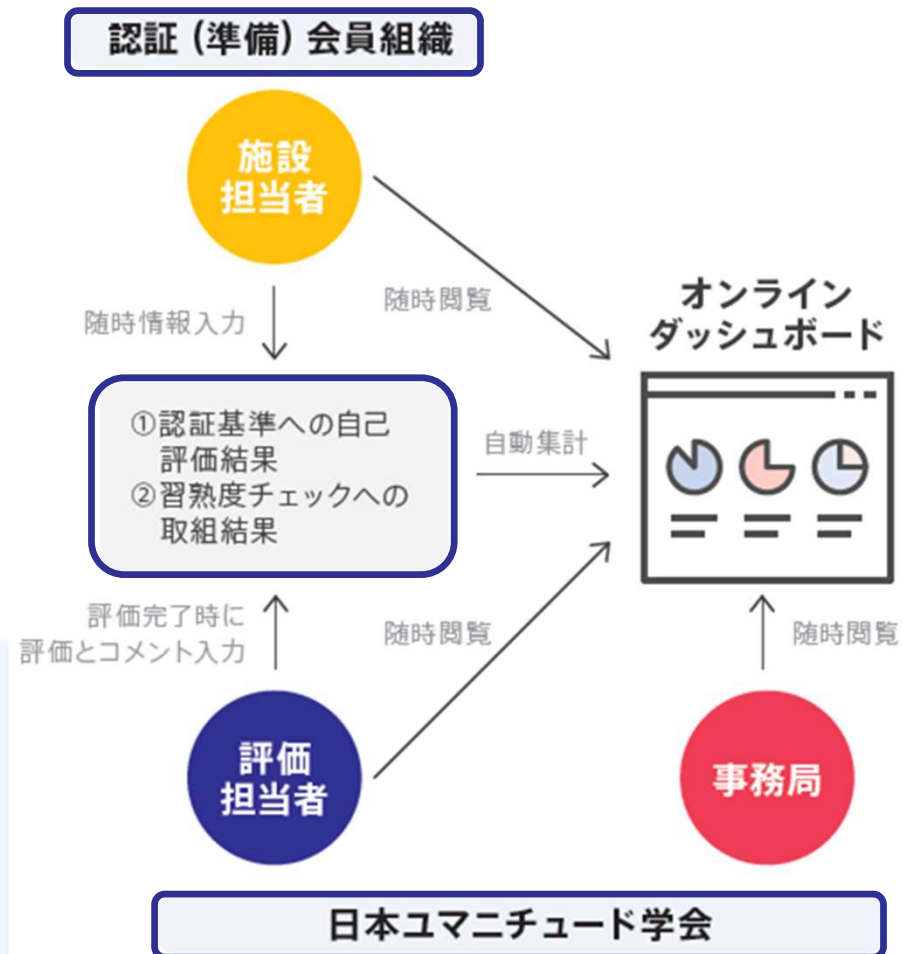 認証（準備）会員組織
施設
担当者
随時情報入力
随時閲覧
オンライン
ダッシュボード
①認証基準への自己
評価結果
②習熟度チェックへの
取組結果
自動集計
評価完了時に
評価とコメント入力
随時閲覧
随時閲覧
評価
担当者
事務局
日本ユマニチュード学会